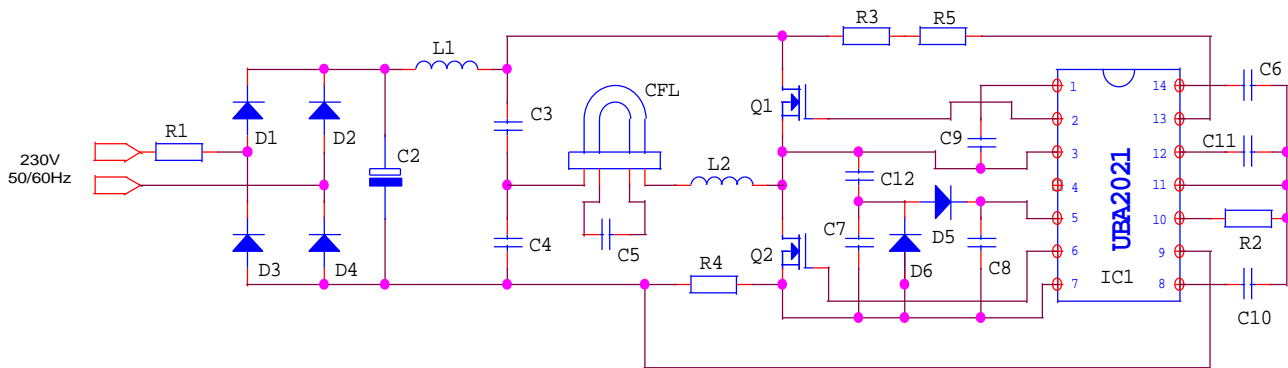 R3 R5
L1
C6
1 14
CFL
Q1
2 13
R1
D1 D2
C3
C9
C11
230V
50/60Hz
C2
3 12
L2
C12
4 11
UBA2021
5 10
C4
C7
D5
R2
C5
D3 D4
Q2
D6
C8
6 9
R4
IC1
7 8
C10